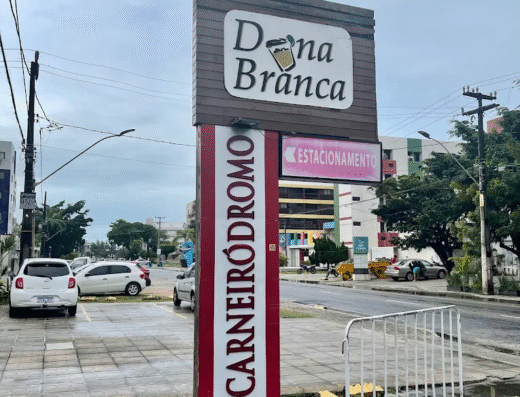 Dona
Branca
ESTACIONAMENTO
CARNEIRÓDROMO